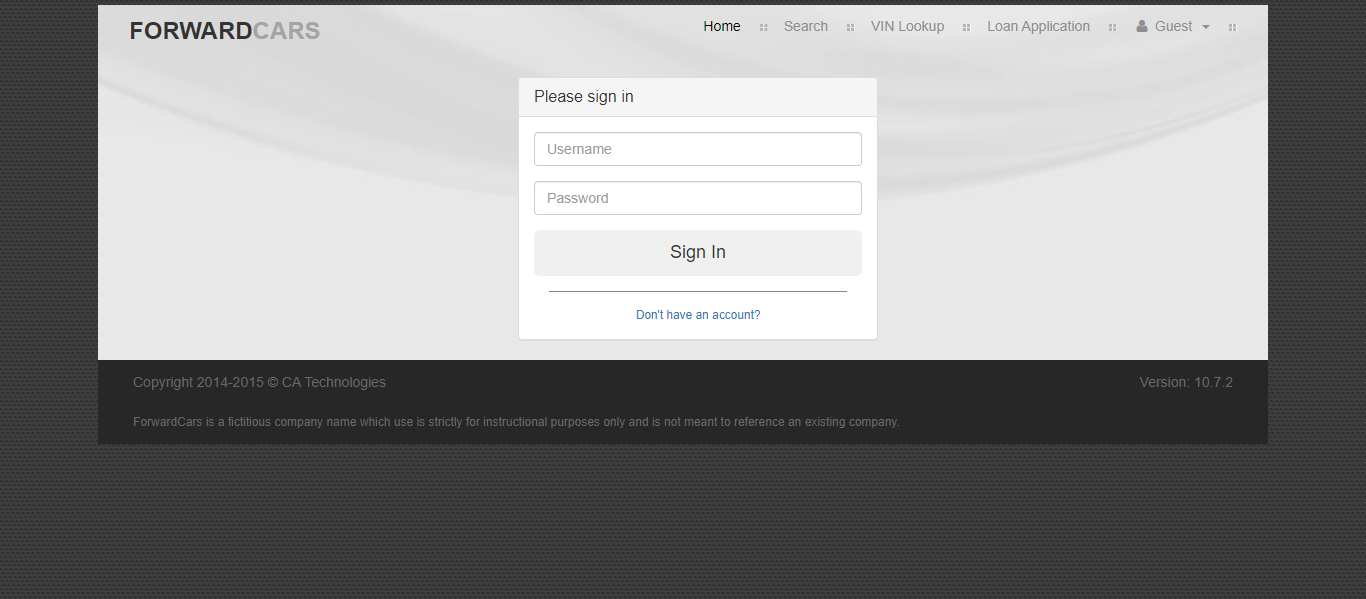 FORWARDCARS
Home Search VIN Lookup Loan Application Guest
Please sign in
Username
Password
Sign In
Don't have an account?
Copyright 2014-2015 © CA Technologies Version: 10.7.2
ForwardCars is a fictitious company name which use is strictly for instructional purposes only and is not meant to reference an existing company.